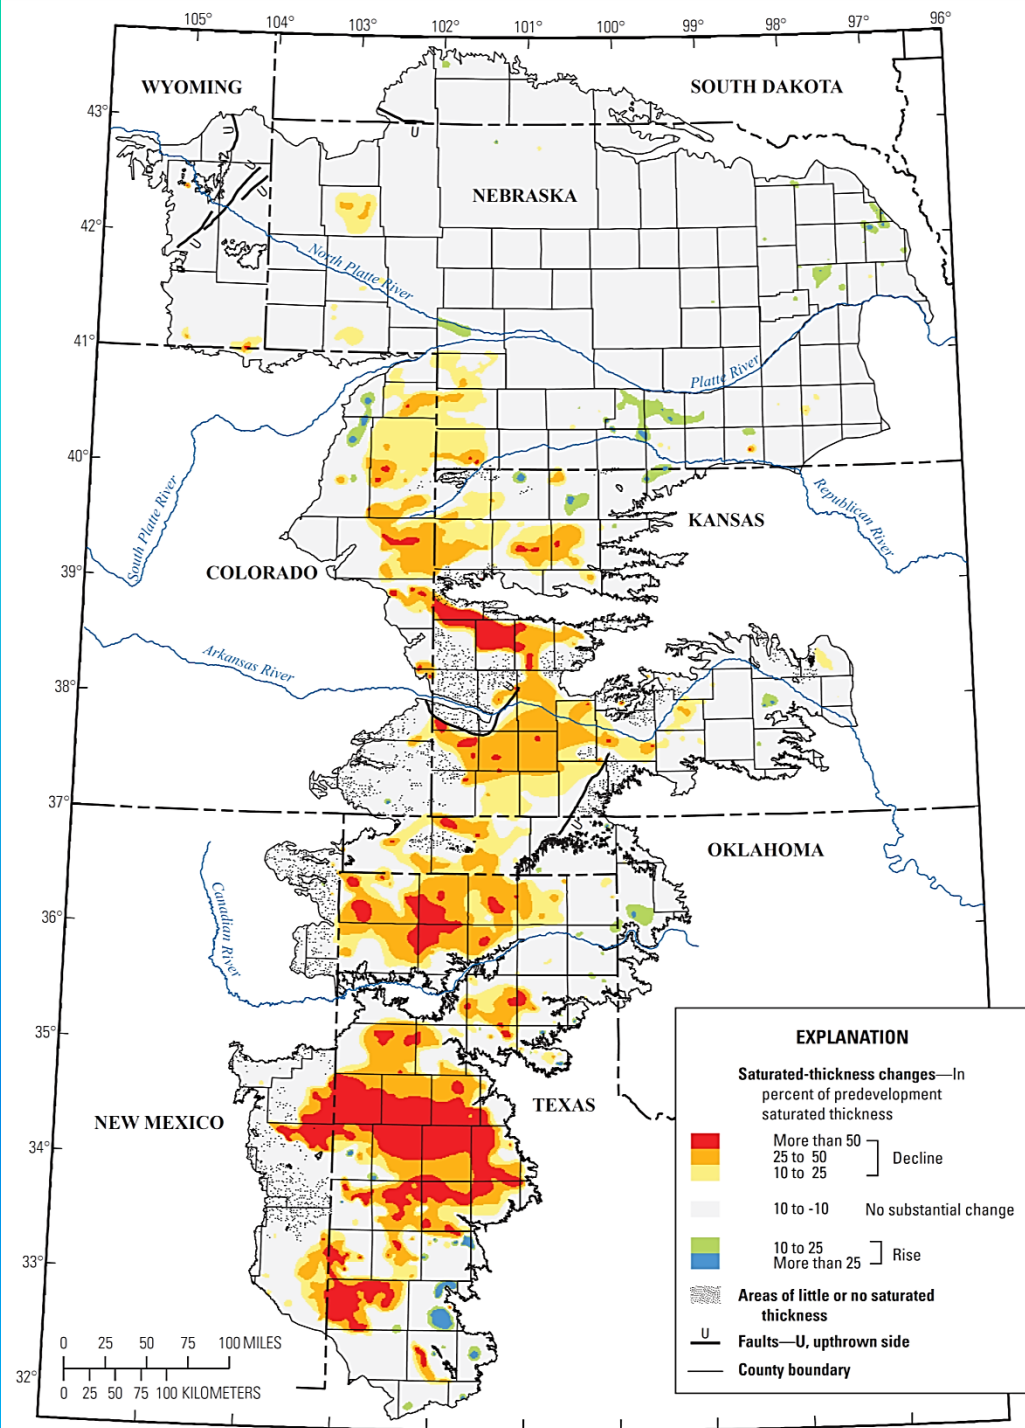 105° 104° 103° 102° 101° 100° 99° 98° 97° 96°
WYOMING
SOUTH DAKOTA
43°
U
U
U
U
U
NEBRASKA
42°
North Platte River
41°
Platte River
40°
South Platte River
Republican River
KANSAS
COLORADO
39°
Arkansas River
38°
U
37°
U
OKLAHOMA
Canadian River
36°
35°
NEW MEXICO
TEXAS
34°
33°
32°
0 25 50 75 100 MILES
0 25 50 75 100 KILOMETERS
EXPLANATION
Saturated-thickness changes—In
percent of predevelopment
saturated thickness
More than 50
25 to 50
10 to 25
Decline
10 to -10 No substantial change
10 to 25
More than 25
Rise
Areas of little or no saturated
thickness
U Faults—U, upthrown side
County boundary